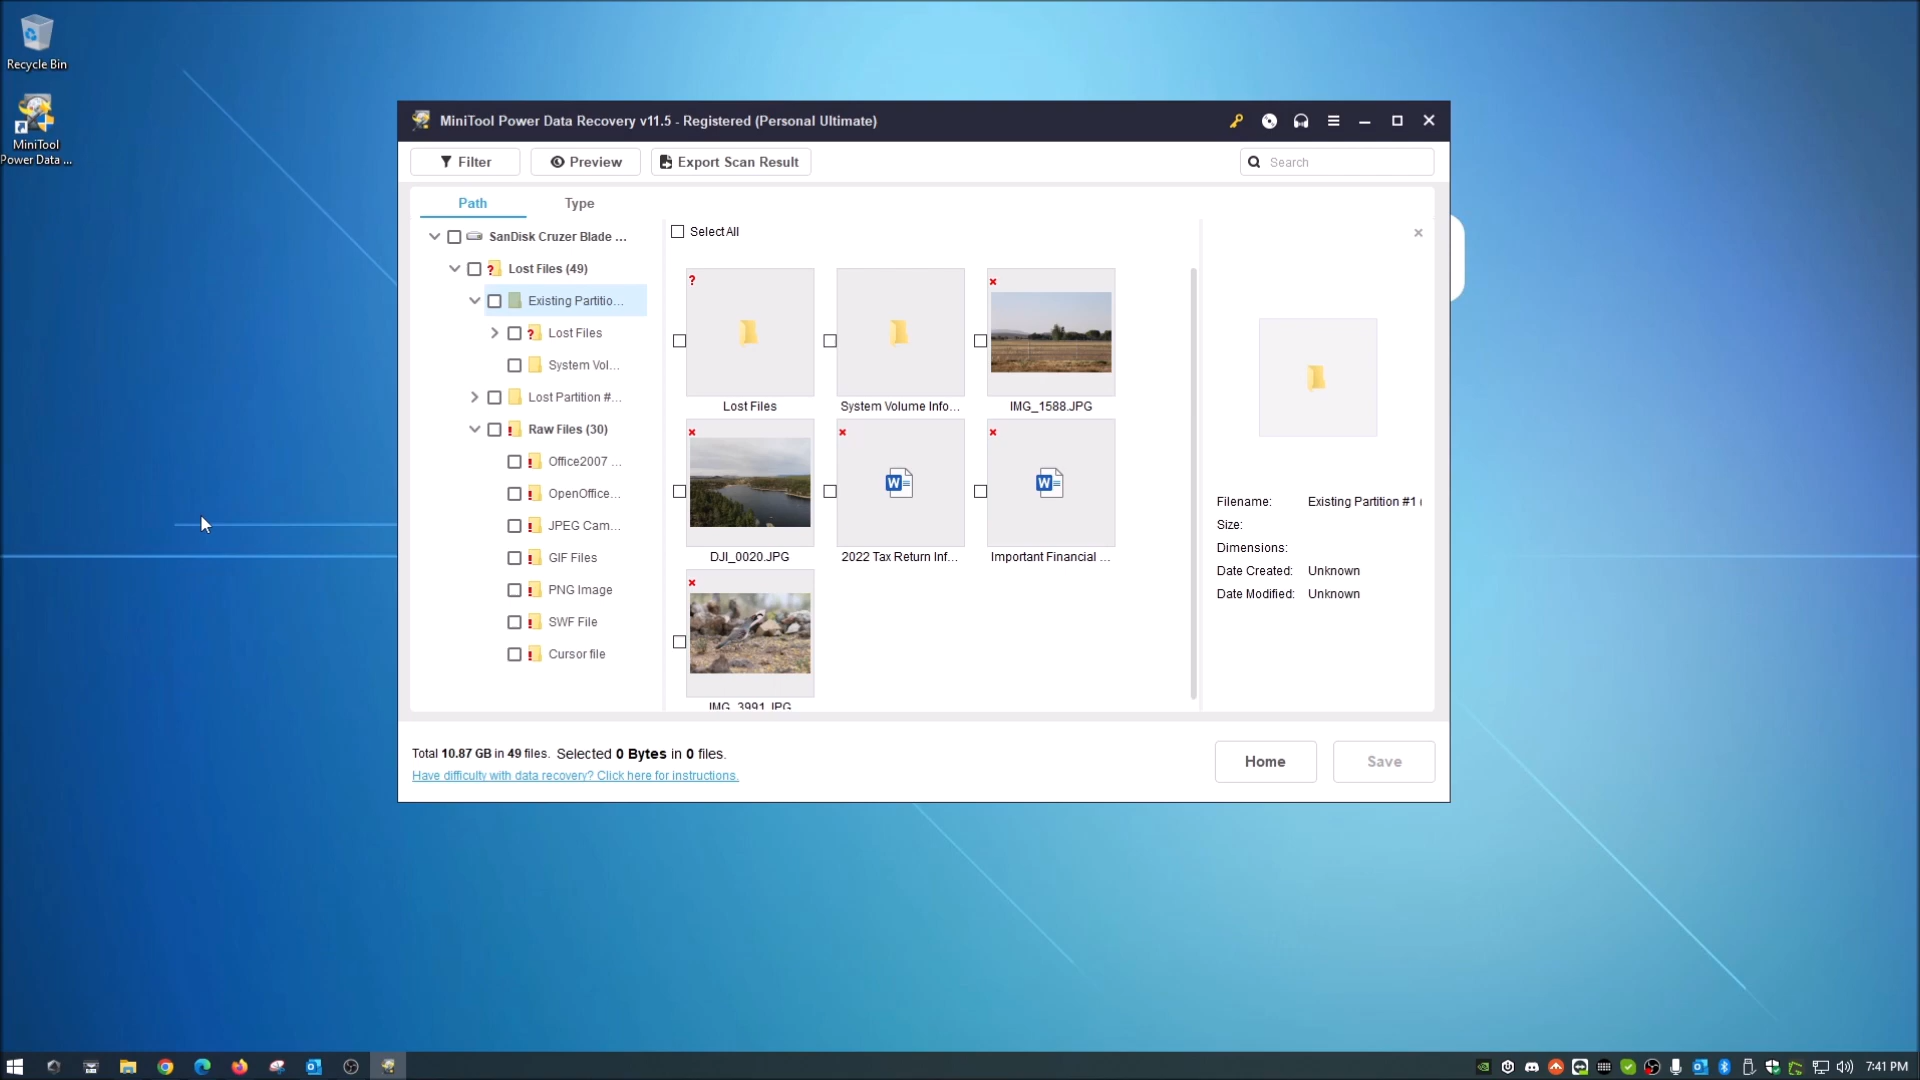 Recycle Bin
MiniTool
Power Data ...
MiniTool Power Data Recovery v11.5 - Registered (Personal Ultimate)
Filter
Preview
Export Scan Result
Search
Path
Type
SanDisk Cruzer Blade ...
Lost Files (49)
Existing Partitio...
Lost Files
System Vol...
Lost Partition #...
Raw Files (30)
Office2007 ...
OpenOffice...
JPEG Cam...
GIF Files
PNG Image
SWF File
Cursor file
Select All
Lost Files
System Volume Info...
IMG_1588.JPG
DJI_0020.JPG
2022 Tax Return Inf...
Important Financial ...
IMG_3991.JPG
Filename: Existing Partition #1 (
Size:
Dimensions:
Date Created: Unknown
Date Modified: Unknown
Total 10.87 GB in 49 files. Selected 0 Bytes in 0 files.
Have difficulty with data recovery? Click here for instructions.
Home
Save
7:41 PM